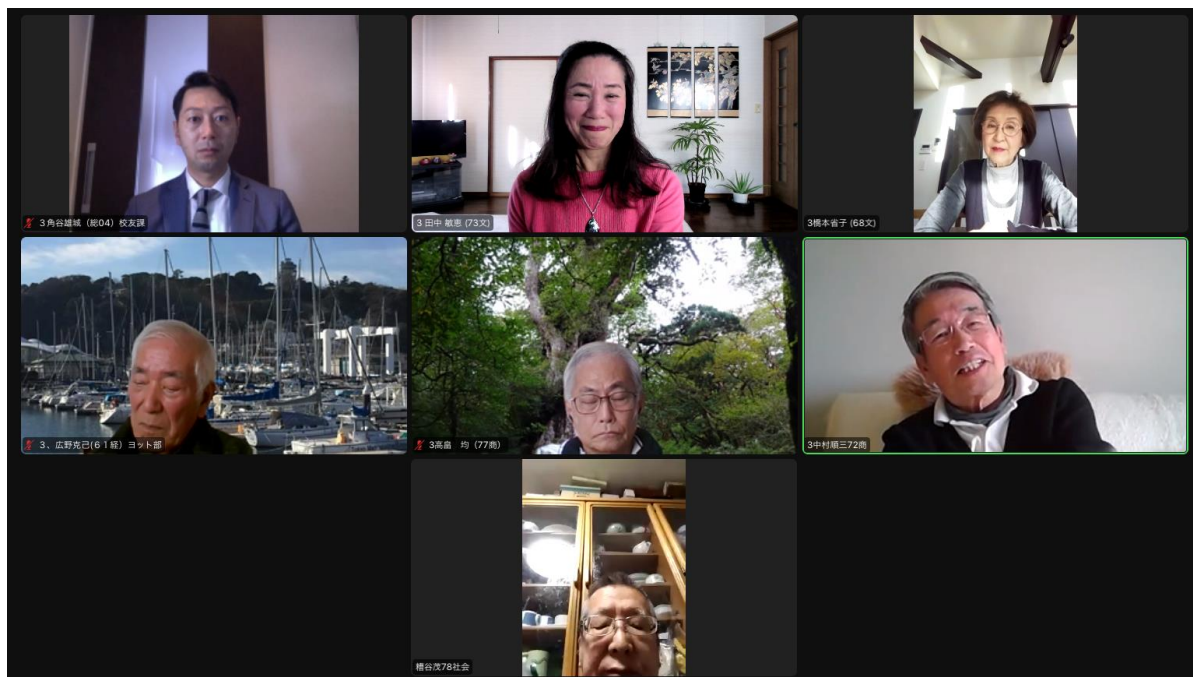 3角谷雄城（総04）校友課
3 田中 敏恵 (73文)
3橋本省子 (68文)
3、広野克己(６１経）ヨット部
3高畠　均（77商）
3中村順三72商
糟谷茂78社会